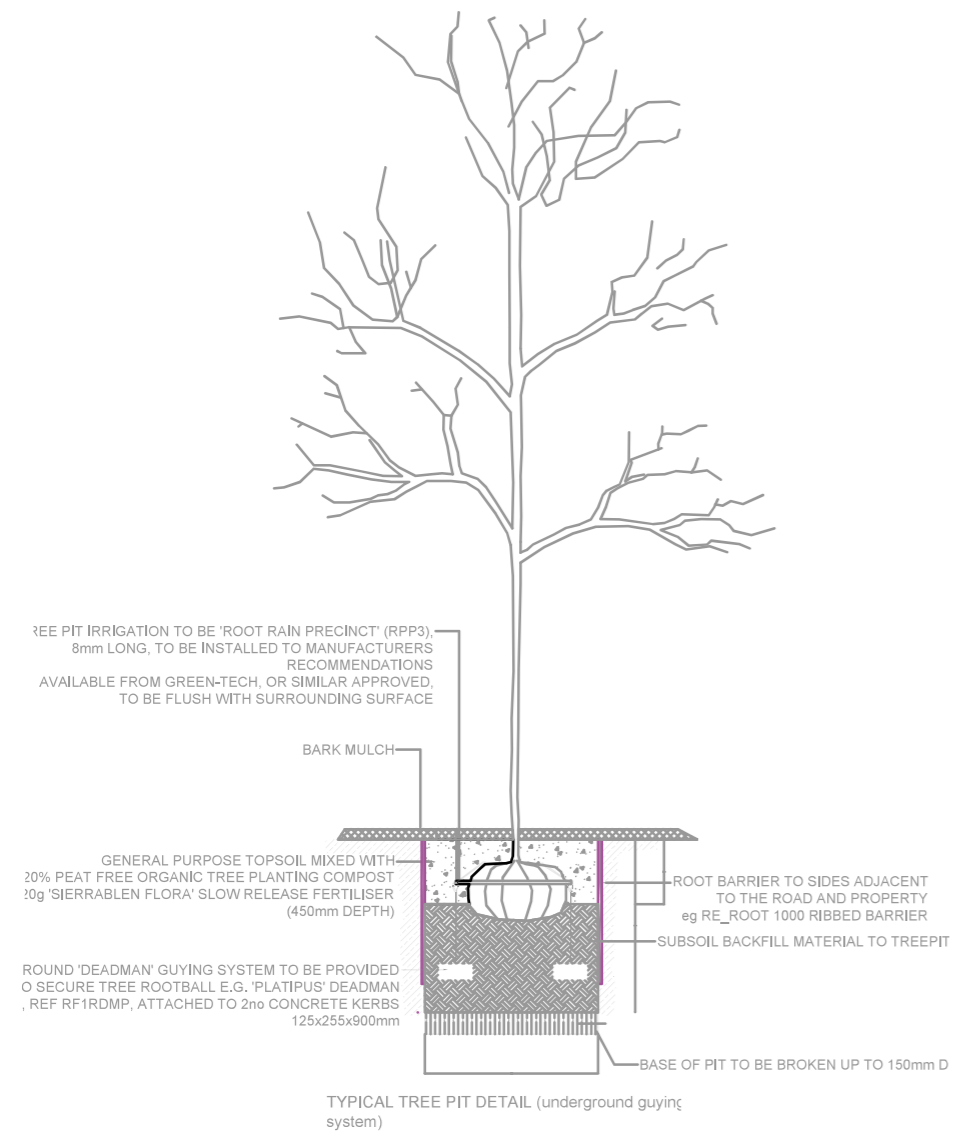 REE PIT IRRIGATION TO BE 'ROOT RAIN PRECINCT' (RPP3),
8mm LONG, TO BE INSTALLED TO MANUFACTURERS
RECOMMENDATIONS
AVAILABLE FROM GREEN-TECH, OR SIMILAR APPROVED,
TO BE FLUSH WITH SURROUNDING SURFACE
BARK MULCH
GENERAL PURPOSE TOPSOIL MIXED WITH
20% PEAT FREE ORGANIC TREE PLANTING COMPOST
20g 'SIERRABLEN FLORA' SLOW RELEASE FERTILISER
(450mm DEPTH)
ROOT BARRIER TO SIDES ADJACENT
TO THE ROAD AND PROPERTY
eg RE_ROOT 1000 RIBBED BARRIER
SUBSOIL BACKFILL MATERIAL TO TREEPIT
ROUND 'DEADMAN' GUYING SYSTEM TO BE PROVIDED
O SECURE TREE ROOTBALL E.G. 'PLATIPUS' DEADMAN
, REF RF1RDMP, ATTACHED TO 2no CONCRETE KERBS
125x255x900mm
BASE OF PIT TO BE BROKEN UP TO 150mm D
TYPICAL TREE PIT DETAIL (underground guying
system)